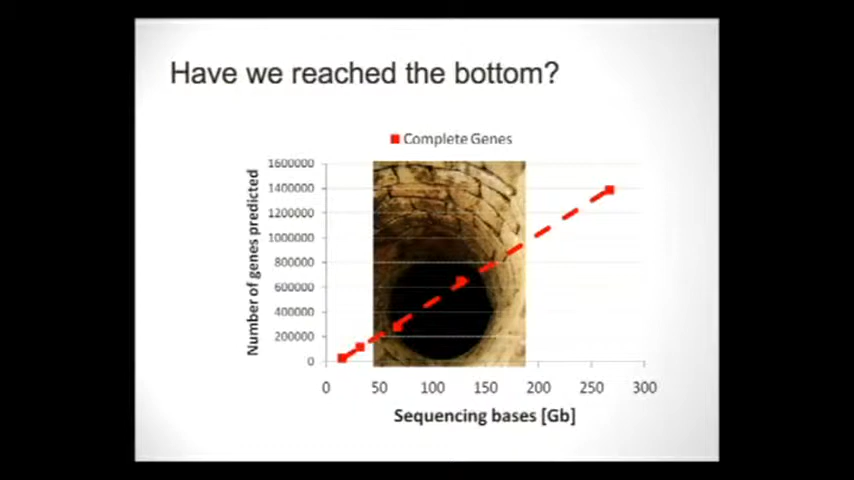 Have we reached the bottom?
Complete Genes
Number of genes predicted
1600000
1400000
1200000
1000000
800000
600000
400000
200000
0
0 50 100 150 200 250 300
Sequencing bases [Gb]